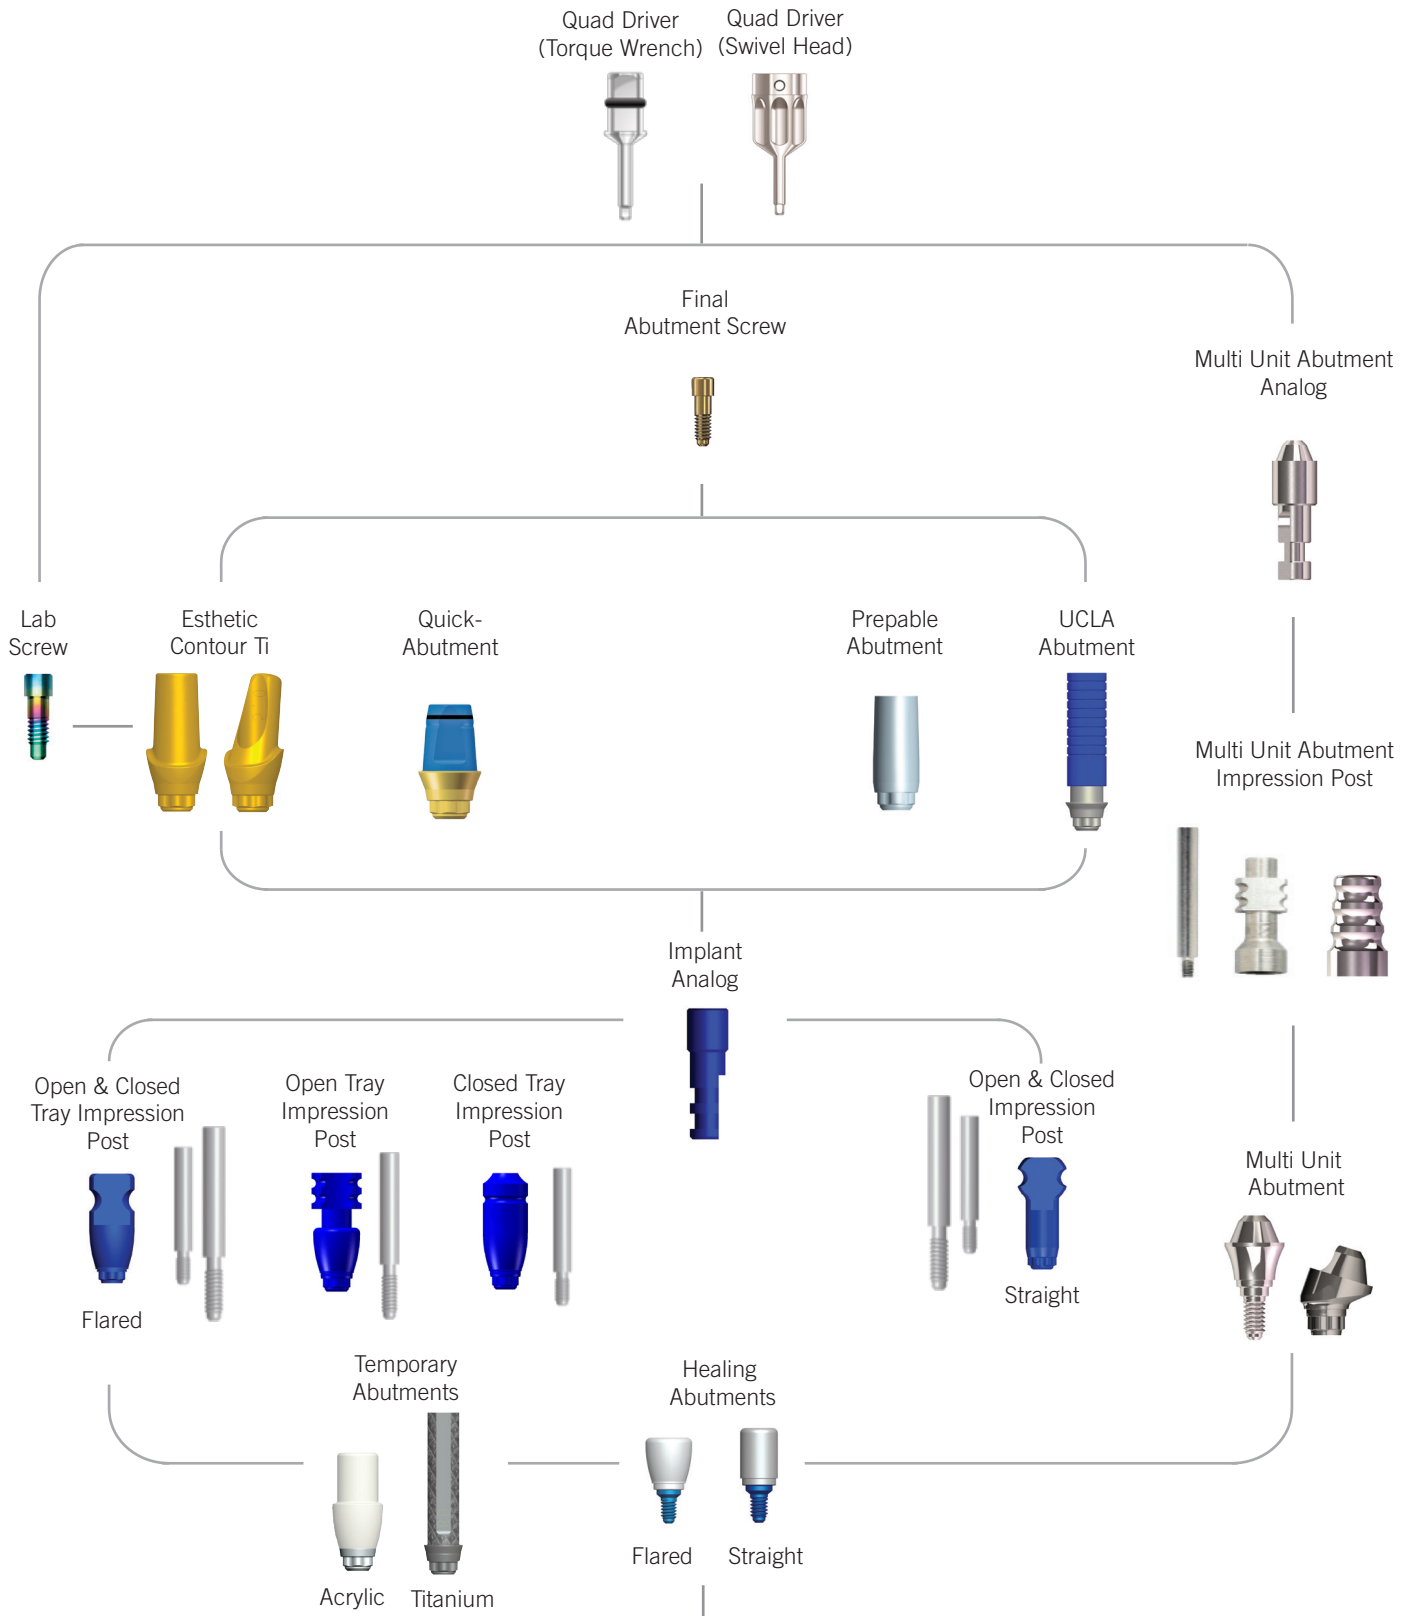 Quad Driver
(Torque Wrench)
Quad Driver
(Swivel Head)
Final
Abutment Screw
Multi Unit Abutment
Analog
Lab
Screw
Esthetic
Contour Ti
Quick-
Abutment
Prepable
Abutment
UCLA
Abutment
Multi Unit Abutment
Impression Post
Implant
Analog
Open & Closed
Tray Impression
Post
Open Tray
Impression
Post
Closed Tray
Impression
Post
Open & Closed
Impression
Post
Multi Unit
Abutment
Flared
Straight
Temporary
Abutments
Healing
Abutments
Flared
Straight
Acrylic
Titanium